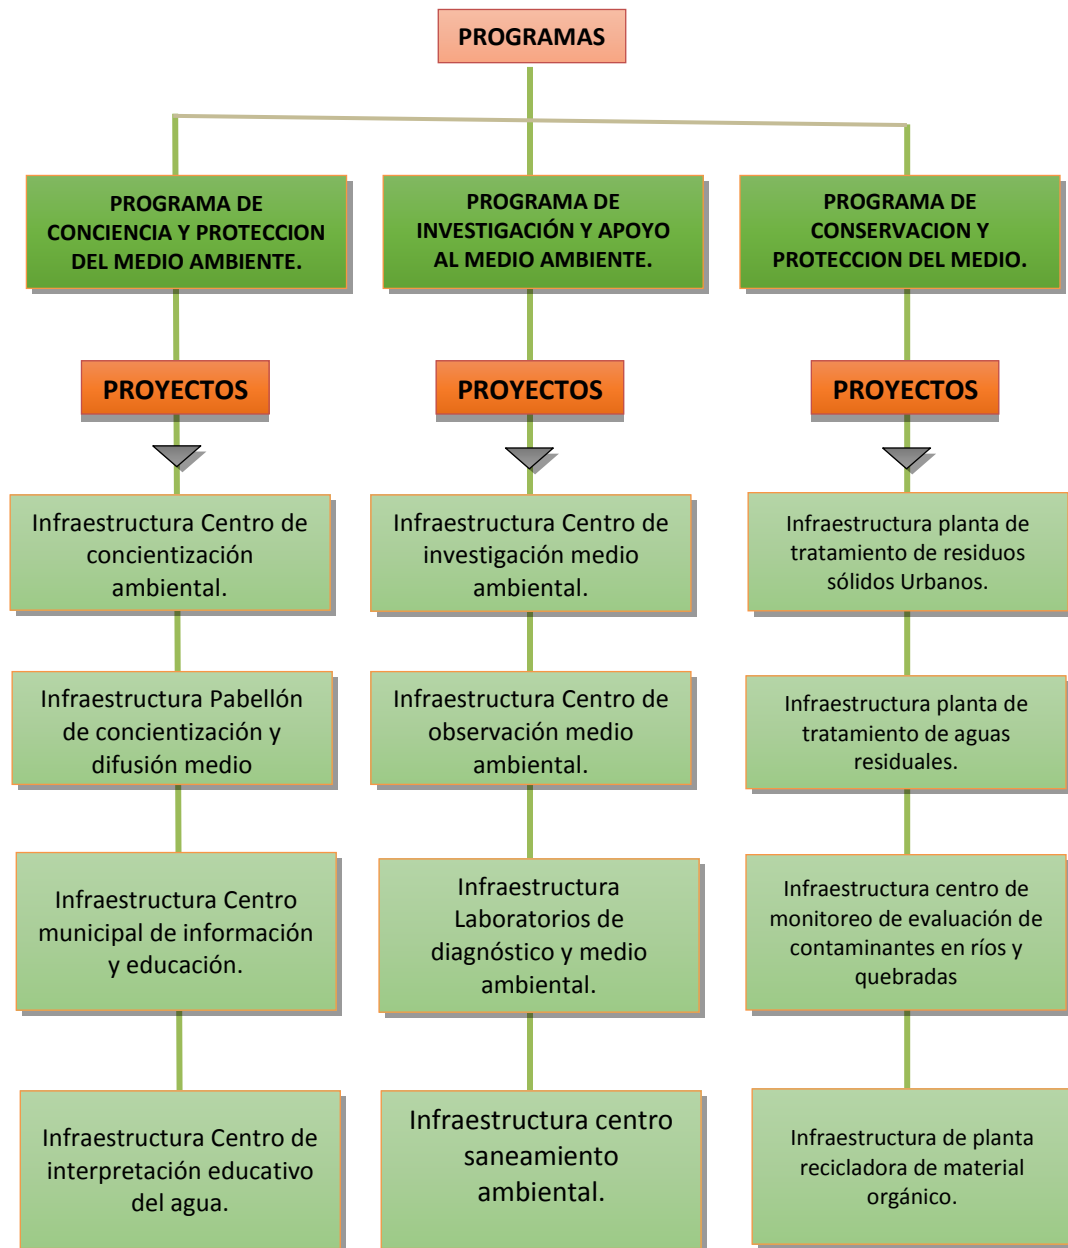 PROGRAMAS
PROGRAMA DE
CONCIENCIA Y PROTECCION
DEL MEDIO AMBIENTE.
PROGRAMA DE
INVESTIGACIÓN Y APOYO
AL MEDIO AMBIENTE.
PROGRAMA DE
CONSERVACION Y
PROTECCION DEL MEDIO.
PROYECTOS
PROYECTOS
PROYECTOS
Infraestructura Centro de
concientización
ambiental.
Infraestructura Centro de
investigación medio
ambiental.
Infraestructura planta de
tratamiento de residuos
sólidos Urbanos.
Infraestructura Pabellón
de concientización y
difusión medio
Infraestructura Centro de
observación medio
ambiental.
Infraestructura planta de
tratamiento de aguas
residuales.
Infraestructura Centro
municipal de información
y educación.
Infraestructura
Laboratorios de
diagnóstico y medio
ambiental.
Infraestructura centro de
monitoreo de evaluación de
contaminantes en ríos y
quebradas
Infraestructura Centro de
interpretación educativo
del agua.
Infraestructura centro
saneamiento
ambiental.
Infraestructura de planta
recicladora de material
orgánico.